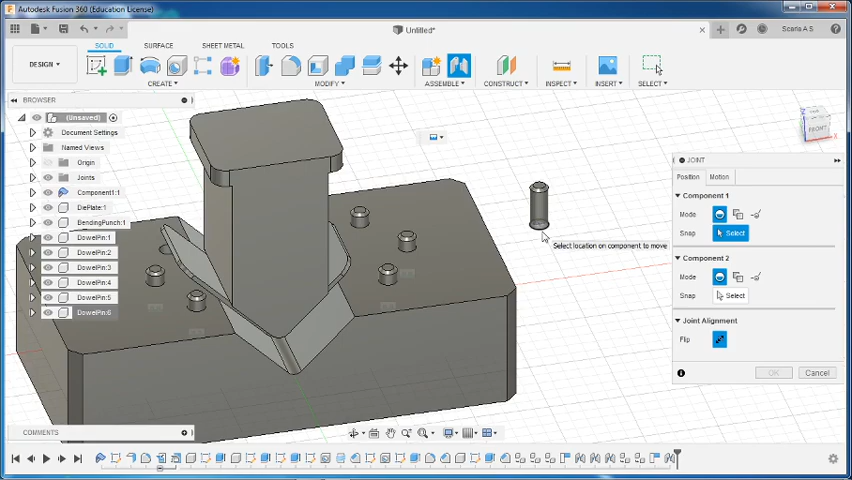 Autodesk Fusion 360 (Education License)
Untitled*
Scaria A S
SOLID SURFACE SHEET METAL TOOLS
DESIGN
CREATE MODIFY ASSEMBLE CONSTRUCT INSPECT INSERT SELECT
BROWSER
(Unsaved)
Document Settings
Named Views
Origin
Joints
Component1:1
DiePlate:1
BendingPunch:1
DowelPin:1
DowelPin:2
DowelPin:3
DowelPin:4
DowelPin:5
DowelPin:6
FRONT
Z
X
Select location on component to move
JOINT
Position Motion
Component 1
Mode
Snap Select
Component 2
Mode
Snap Select
Joint Alignment
Flip
OK Cancel
COMMENTS